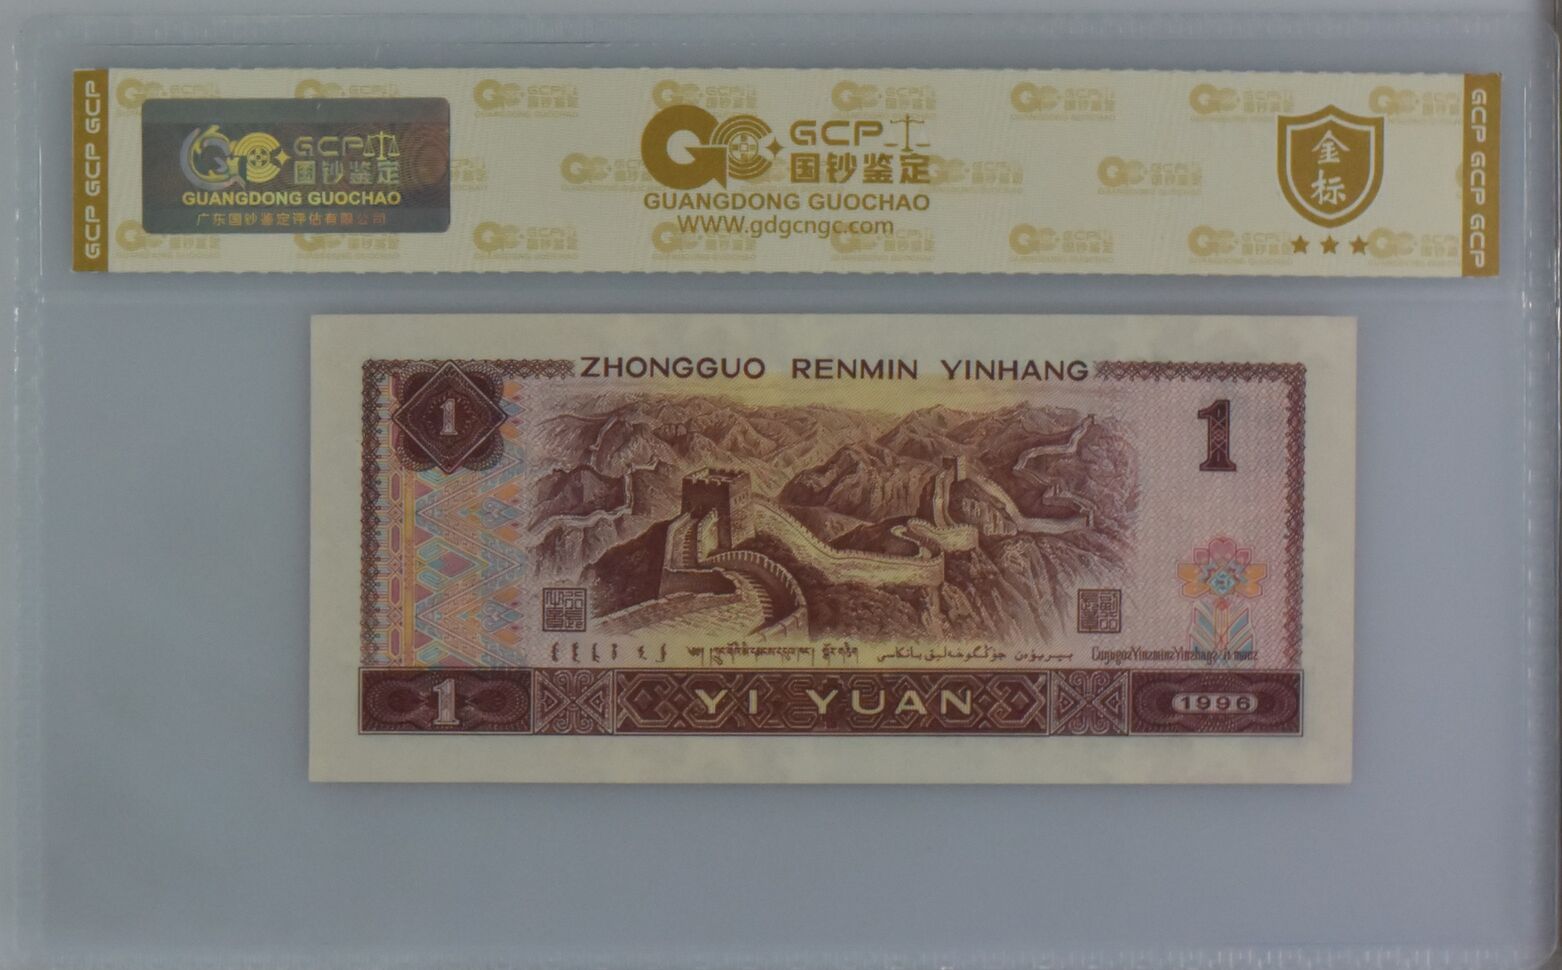 GCP GCP GCP
GCP
国钞鉴定
GUANGDONG GUOCHAO
广东国钞鉴定评估有限公司
GCP
国钞鉴定
GUANGDONG GUOCHAO
WWW.gdgcngc.com
金标
GCP GCP GCP
ZHONGGUO RENMIN YINHANG
1
1
1
YI YUAN
1996